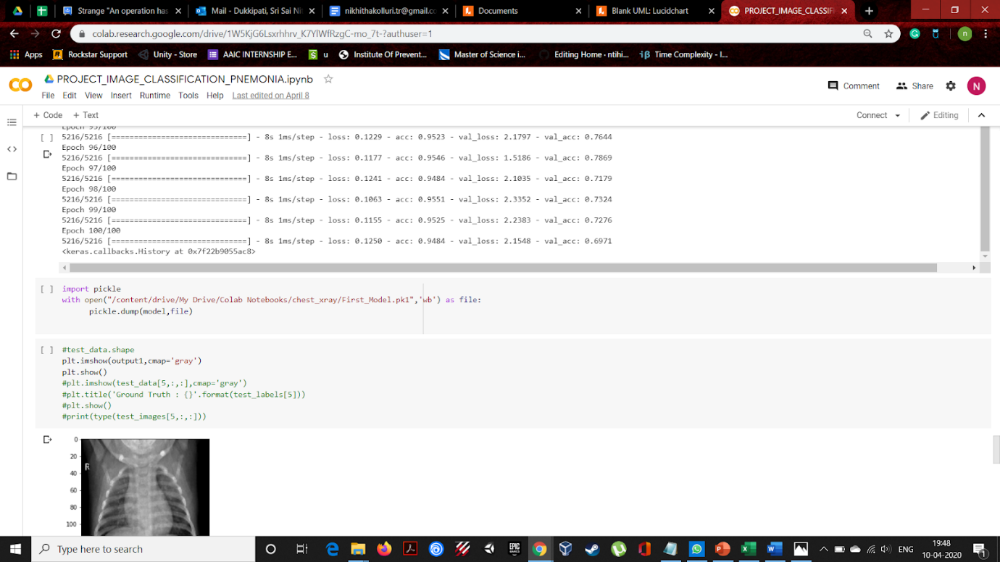 Strange "An operation has
Mail - Dukkipati, Sri Sai Ni
nikhithakolluri.tr@gmail.co
Documents
Blank UML: Lucidchart
PROJECT_IMAGE_CLASSIF
colab.research.google.com/drive/1W5KjG6Lsxrhhrv_K7YlWfRzgC-mo_7t-?authuser=1
n
Apps
Rockstar Support
Unity - Store
AAIC INTERNSHIP E...
u
Institute Of Prevent...
Master of Science i...
Editing Home · ntihi...
Time Complexity - I...
PROJECT_IMAGE_CLASSIFICATION_PNEMONIA.ipynb
File Edit View Insert Runtime Tools Help Last edited on April 8
Comment Share N
+ Code + Text
Connect Editing
Epoch 95/100
[ ] 5216/5216 [==============================] - 8s 1ms/step - loss: 0.1229 - acc: 0.9523 - val_loss: 2.1797 - val_acc: 0.7644
Epoch 96/100
5216/5216 [==============================] - 8s 1ms/step - loss: 0.1177 - acc: 0.9546 - val_loss: 1.5186 - val_acc: 0.7869
Epoch 97/100
5216/5216 [==============================] - 8s 1ms/step - loss: 0.1241 - acc: 0.9484 - val_loss: 2.1035 - val_acc: 0.7179
Epoch 98/100
5216/5216 [==============================] - 8s 1ms/step - loss: 0.1063 - acc: 0.9551 - val_loss: 2.3352 - val_acc: 0.7324
Epoch 99/100
5216/5216 [==============================] - 8s 1ms/step - loss: 0.1155 - acc: 0.9525 - val_loss: 2.2383 - val_acc: 0.7276
Epoch 100/100
5216/5216 [==============================] - 8s 1ms/step - loss: 0.1250 - acc: 0.9484 - val_loss: 2.1548 - val_acc: 0.6971
<keras.callbacks.History at 0x7f22b9055ac8>
[ ] import pickle
with open("/content/drive/My Drive/Colab Notebooks/chest_xray/First_Model.pk1",'wb') as file:
pickle.dump(model,file)
[ ] #test_data.shape
plt.imshow(output1,cmap='gray')
plt.show()
#plt.imshow(test_data[5,:,:],cmap='gray')
#plt.title('Ground Truth : {}'.format(test_labels[5]))
#plt.show()
#print(type(test_images[5,:,:]))
0
20
R
40
60
80
100
Type here to search
EPIC GAMES
ENG
19:48
10-04-2020
1